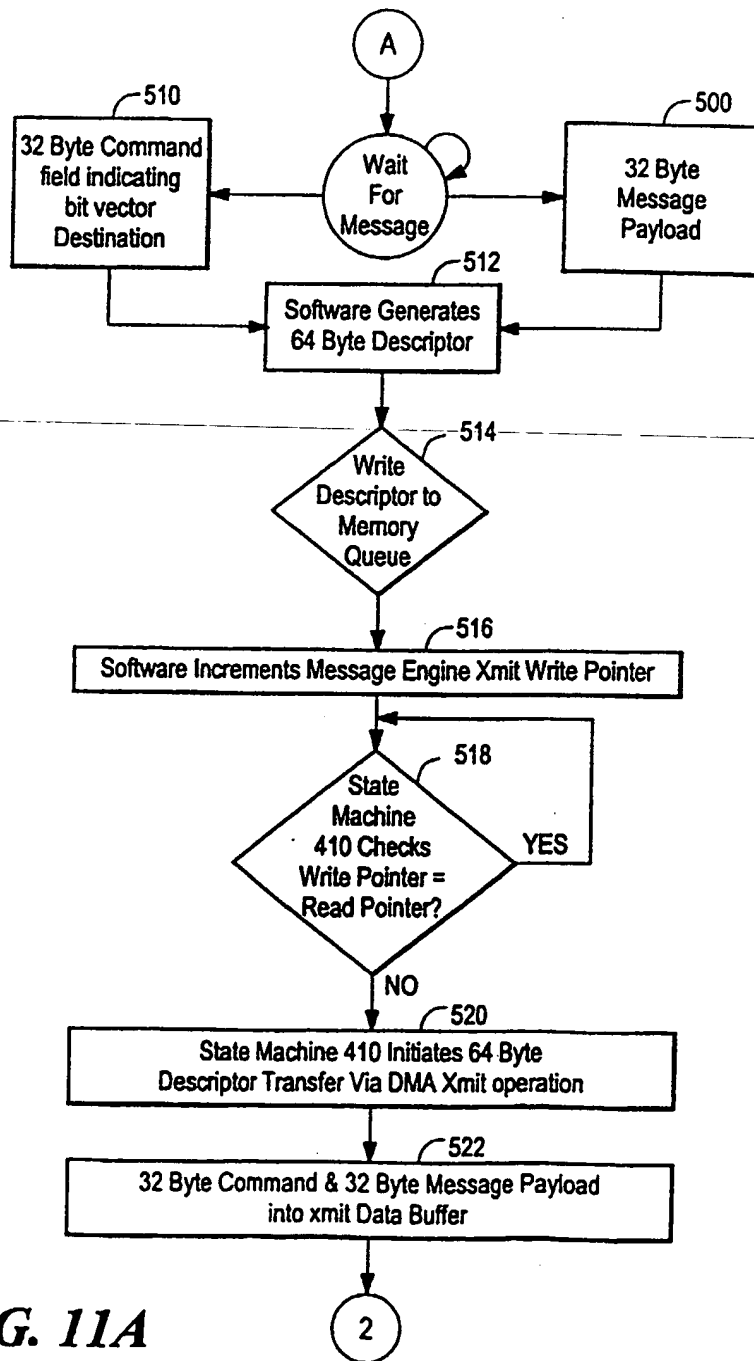 A
510
500
32 Byte Command
field indicating
bit vector
Destination
Wait
For
Message
32 Byte
Message
Payload
512
Software Generates
64 Byte Descriptor
514
Write
Descriptor to
Memory
Queue
516
Software Increments Message Engine Xmit Write Pointer
518
State
Machine
410 Checks
Write Pointer =
Read Pointer?
YES
NO
520
State Machine 410 Initiates 64 Byte
Descriptor Transfer Via DMA Xmit operation
522
32 Byte Command & 32 Byte Message Payload
into xmit Data Buffer
2
G. 11A